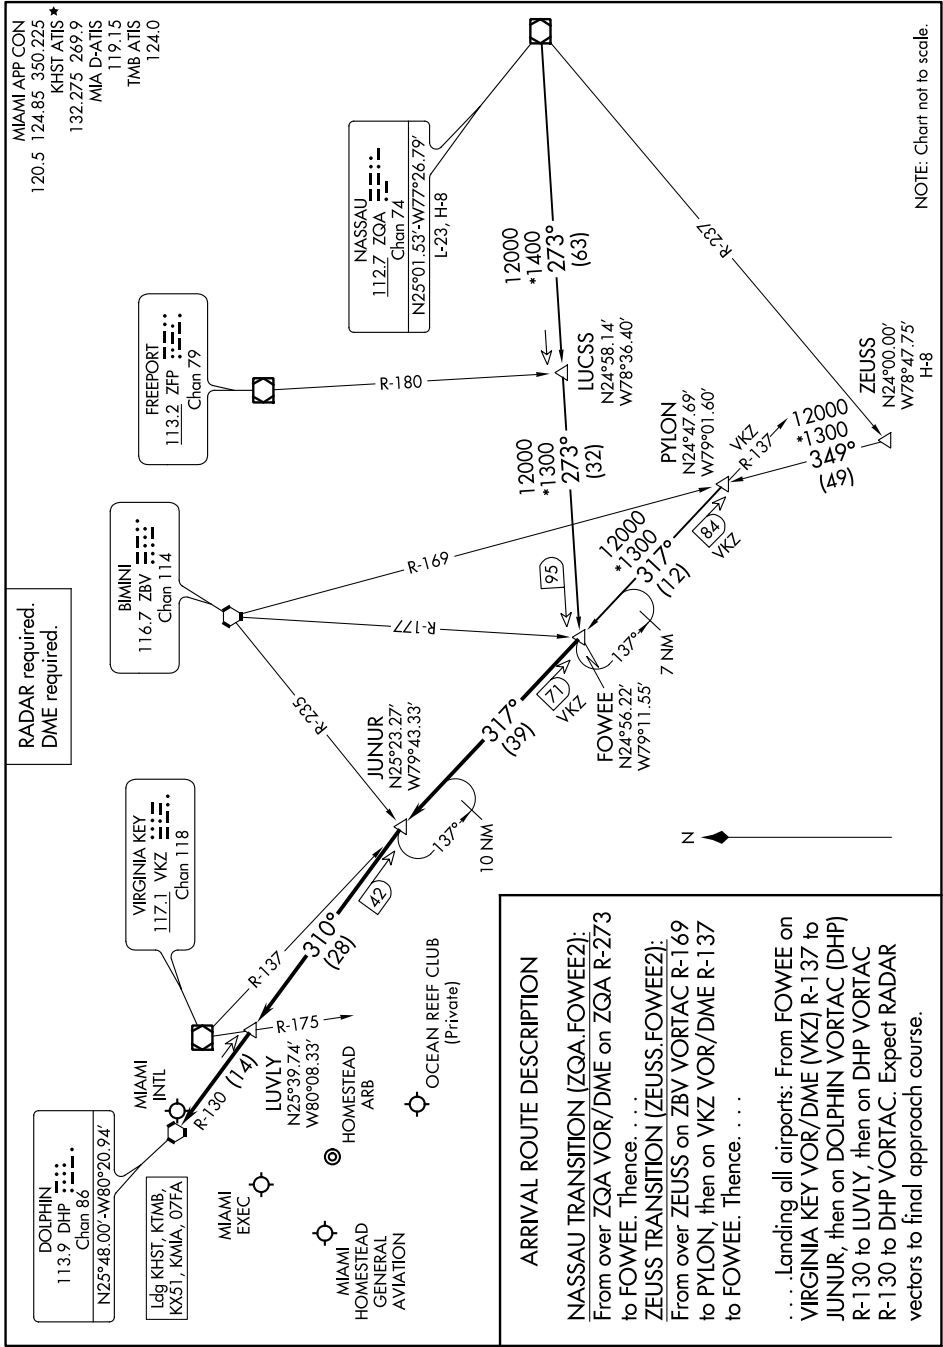 MIAMI APP CON
120.5 124.85 350.225
KHST ATIS★
132.275 269.9
MIA D-ATIS
119.15
TMB ATIS
124.0
RADAR required.
DME required.
DOLPHIN
113.9 DHP
Chan 86
N25°48.00'-W80°20.94'
Ldg KHST, KTMB,
KX51, KMIA, 07FA
VIRGINIA KEY
117.1 VKZ
Chan 118
BIMINI
116.7 ZBV
Chan 114
FREEPORT
113.2 ZFP
Chan 79
NASSAU
112.7 ZQA
Chan 74
N25°01.53'-W77°26.79'
L-23, H-8
MIAMI
INTL
R-130
(14)
LUVLY
N25°39.74'
W80°08.33'
R-175
R-137
310°
(28)
42
MIAMI
EXEC
HOMESTEAD
ARB
MIAMI
HOMESTEAD
GENERAL
AVIATION
OCEAN REEF CLUB
(Private)
R-235
JUNUR
N25°23.27'
W79°43.33'
137°
10 NM
317°
(39)
71
VKZ
R-177
R-169
FOWEE
N24°56.22'
W79°11.55'
137°
7 NM
95
12000
*1300
273°
(32)
R-180
LUCSS
N24°58.14'
W78°36.40'
12000
*1400
273°
(63)
12000
*1300
317°
(12)
84
VKZ
PYLON
N24°47.69'
W79°01.60'
VKZ
R-137
12000
*1300
349°
(49)
R-237
ZEUSS
N24°00.00'
W78°47.75'
H-8
N
NOTE: Chart not to scale.
ARRIVAL ROUTE DESCRIPTION
NASSAU TRANSITION (ZQA.FOWEE2):
From over ZQA VOR/DME on ZQA R-273
to FOWEE. Thence. . . .
ZEUSS TRANSITION (ZEUSS.FOWEE2):
From over ZEUSS on ZBV VORTAC R-169
to PYLON, then on VKZ VOR/DME R-137
to FOWEE. Thence. . . .
. . . .Landing all airports: From FOWEE on
VIRGINIA KEY VOR/DME (VKZ) R-137 to
JUNUR, then on DOLPHIN VORTAC (DHP)
R-130 to LUVLY, then on DHP VORTAC
R-130 to DHP VORTAC. Expect RADAR
vectors to final approach course.